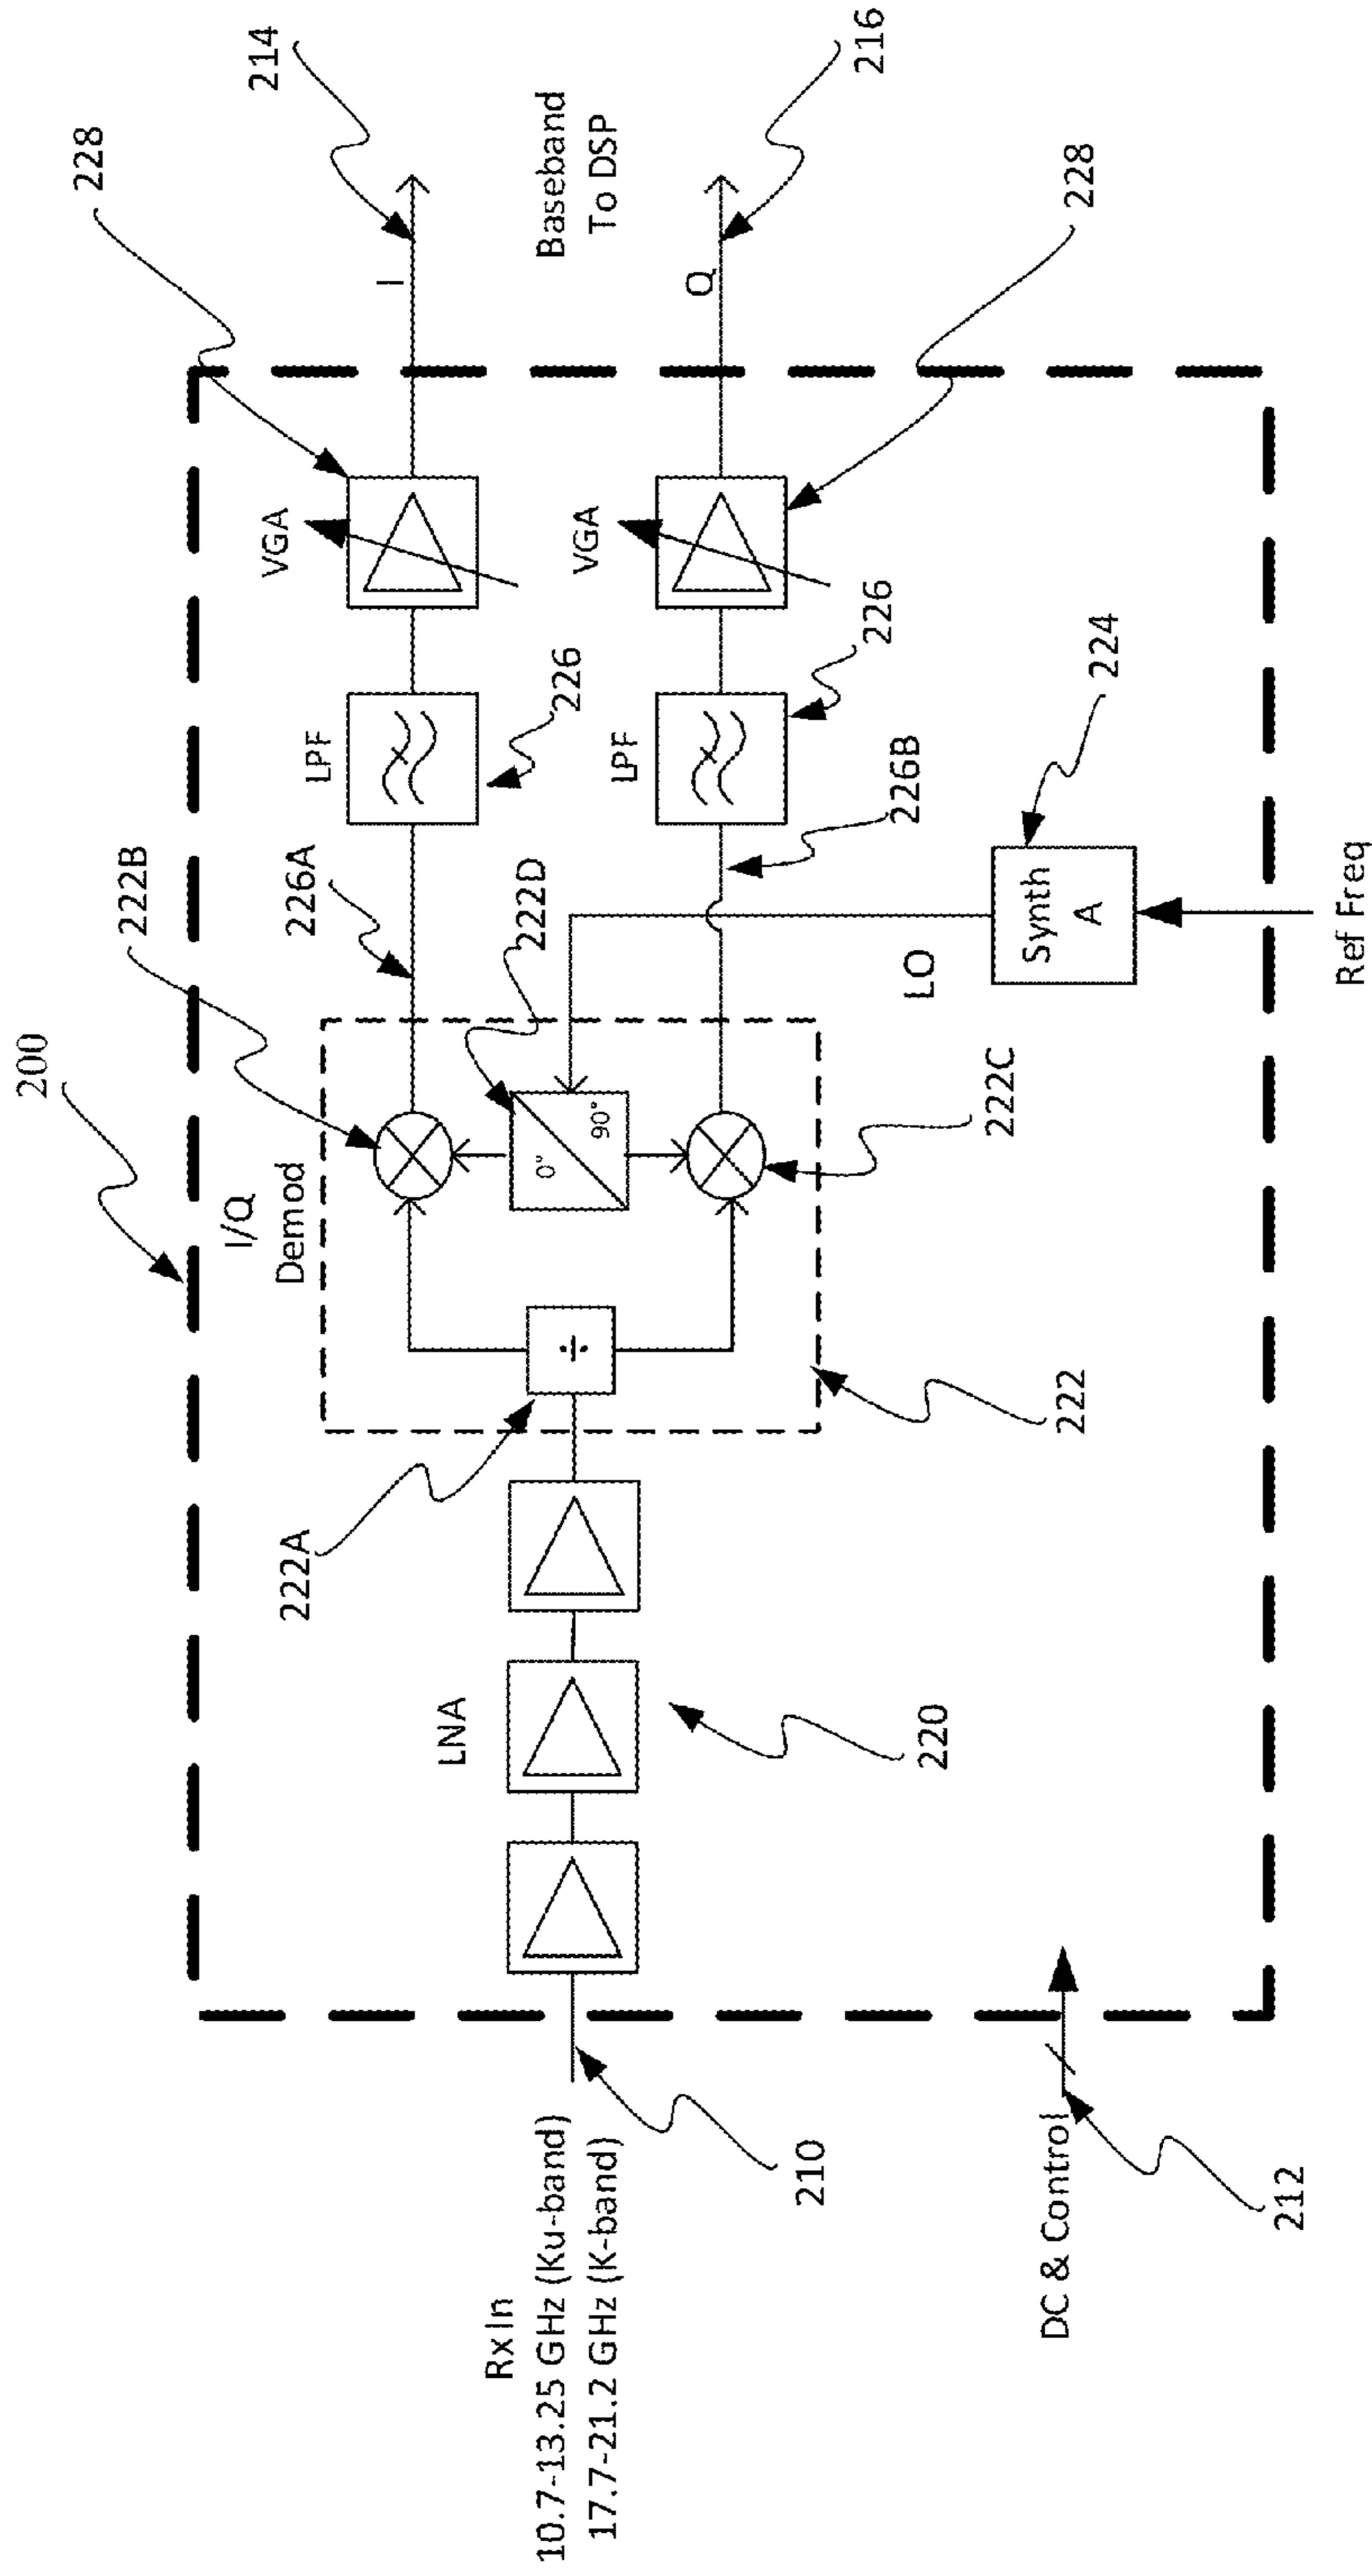 200
228
214
I
Baseband
To DSP
Q
216
228
VGA
VGA
LPF
226
LPF
226
226A
226B
222B
222D
I/Q
Demod
0°
90°
222C
LO
Synth
A
224
Ref Freq
÷
222A
222
LNA
220
Rx In
10.7-13.25 GHz (Ku-band)
17.7-21.2 GHz (K-band)
210
DC & Control
212